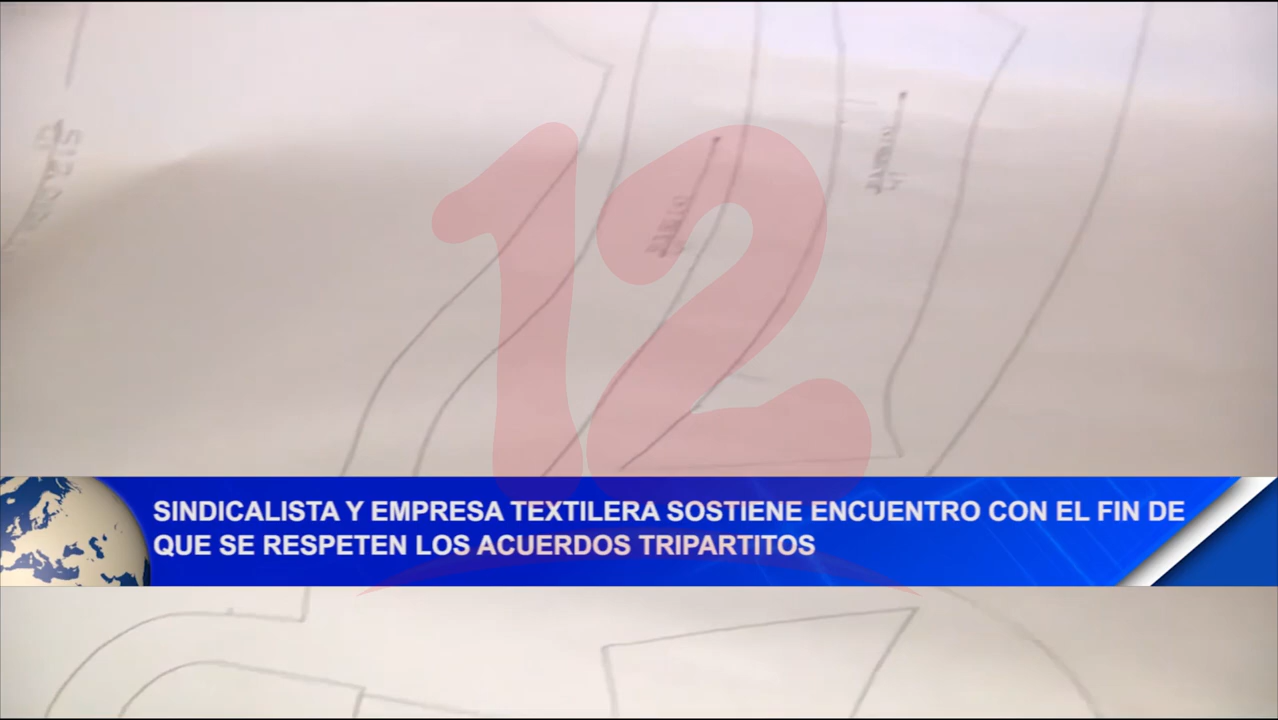 12
SINDICALISTA Y EMPRESA TEXTILERA SOSTIENE ENCUENTRO CON EL FIN DE
QUE SE RESPETEN LOS ACUERDOS TRIPARTITOS